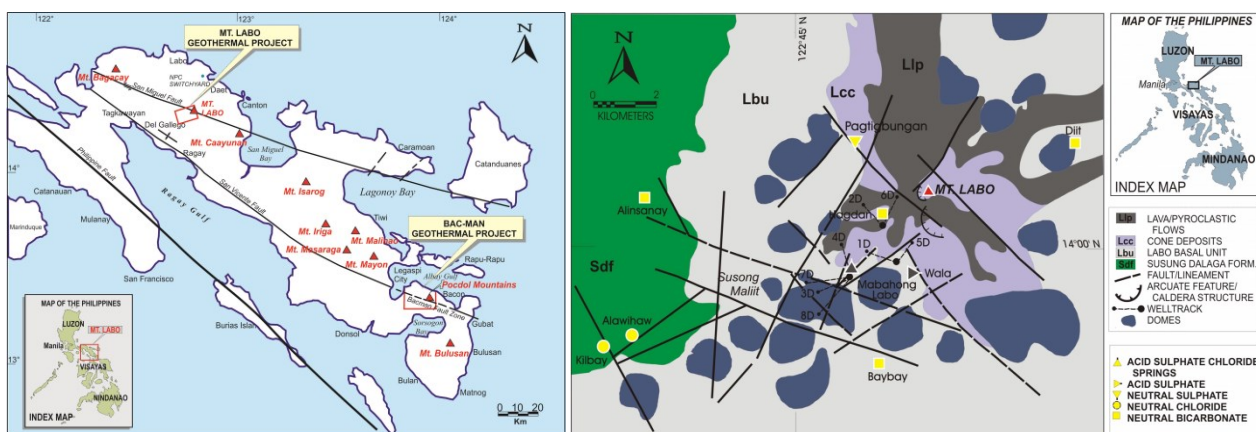 122°
123°
124°
MT. LABO
GEOTHERMAL PROJECT
N
Labo
Mt. Bagacay
NPC
SWITCHYARD
Daet
San Miguel Fault
MT.
LABO
Canton
Tagkawayan
Del Gallego
Mt. Caayunan
Ragay
San Miguel
Bay
Caramoan
Catanduanes
14°
Philippine Fault
San Vicente Fault
Mt. Isarog
Lagonoy Bay
Catanauan
Ragay Gulf
Mulanay
Marinduque
Tiwi
BAC-MAN
GEOTHERMAL PROJECT
Mt. Iriga
Mt. Malinao
Mt. Masaraga
Mt. Mayon
Rapu-Rapu
Legaspi
City
Albay Gulf
San Francisco
Pocdol Mountains
Bacon
Bacman Fault Zone
Gubat
Burias Islan
Donsol
Sorsogon
Bay
13°
Mt. Bulusan
Bulusan
Bulan
Matnog
0 10 20
Km
MAP OF THE PHILIPPINES
LUZON
MT. LABO
Manila
VISAYAS
NINDANAO
INDEX MAP
122° 45'
N
0 2
KILOMETERS
Lbu
Lcc
Llp
Pagtigbungan
Dilt
Alinsanay
MT. LABO
2D
6D
Nagdan
4D
1D
5D
14° 00' N
Sdf
Susong
Maliit
7D
3D
8D
Mabahong
Labo
Wala
Alawihaw
Kilbay
Baybay
MAP OF THE PHILIPPINES
LUZON
MT. LABO
Manila
VISAYAS
MINDANAO
INDEX MAP
Llp LAVA/PYROCLASTIC
FLOWS
Lcc CONE DEPOSITS
Lbu LABO BASAL UNIT
Sdf SUSUNG DALAGA FORMA
FAULT/LINEAMENT
ARCUATE FEATURE/
CALDERA STRUCTURE
WELLTRACK
DOMES
ACID SULPHATE CHLORIDE
SPRINGS
ACID SULPHATE
NEUTRAL SULPHATE
NEUTRAL CHLORIDE
NEUTRAL BICARBONATE